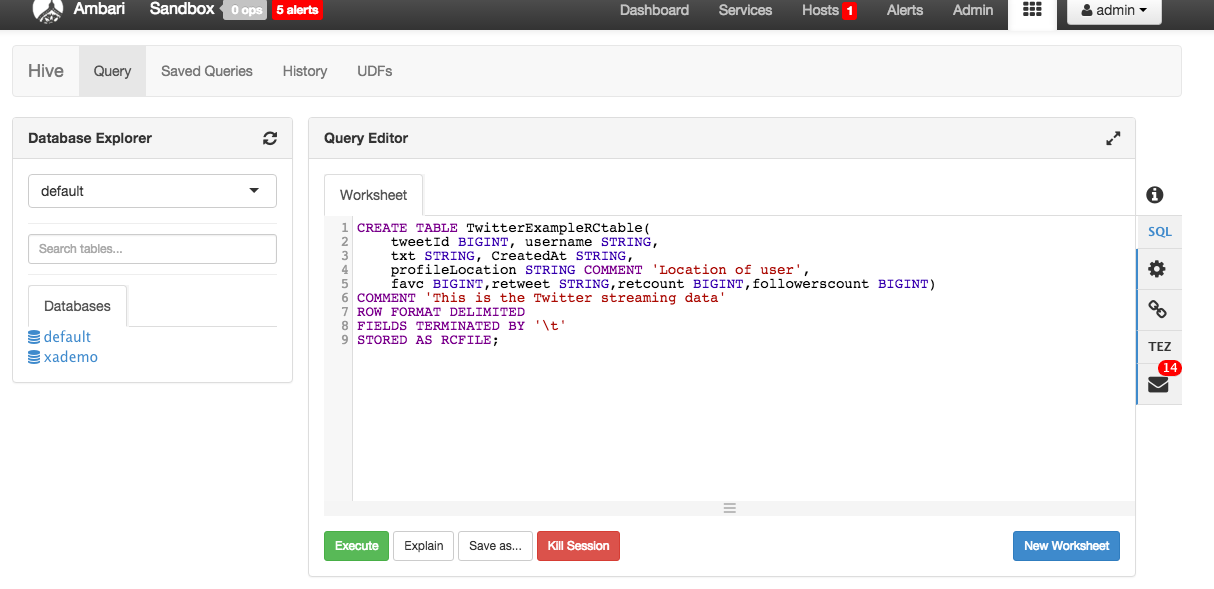 Ambari Sandbox 0 ops 5 alerts Dashboard Services Hosts 1 Alerts Admin admin
Hive Query Saved Queries History UDFs
Database Explorer
default
Search tables...
Databases
default
xademo
Query Editor
Worksheet
1 CREATE TABLE TwitterExampleRCtable(
2 tweetId BIGINT, username STRING,
3 txt STRING, CreatedAt STRING,
4 profileLocation STRING COMMENT 'Location of user',
5 favc BIGINT,retweet STRING,retcount BIGINT,followerscount BIGINT)
6 COMMENT 'This is the Twitter streaming data'
7 ROW FORMAT DELIMITED
8 FIELDS TERMINATED BY '\t'
9 STORED AS RCFILE;
Execute Explain Save as... Kill Session New Worksheet
SQL
TEZ
14